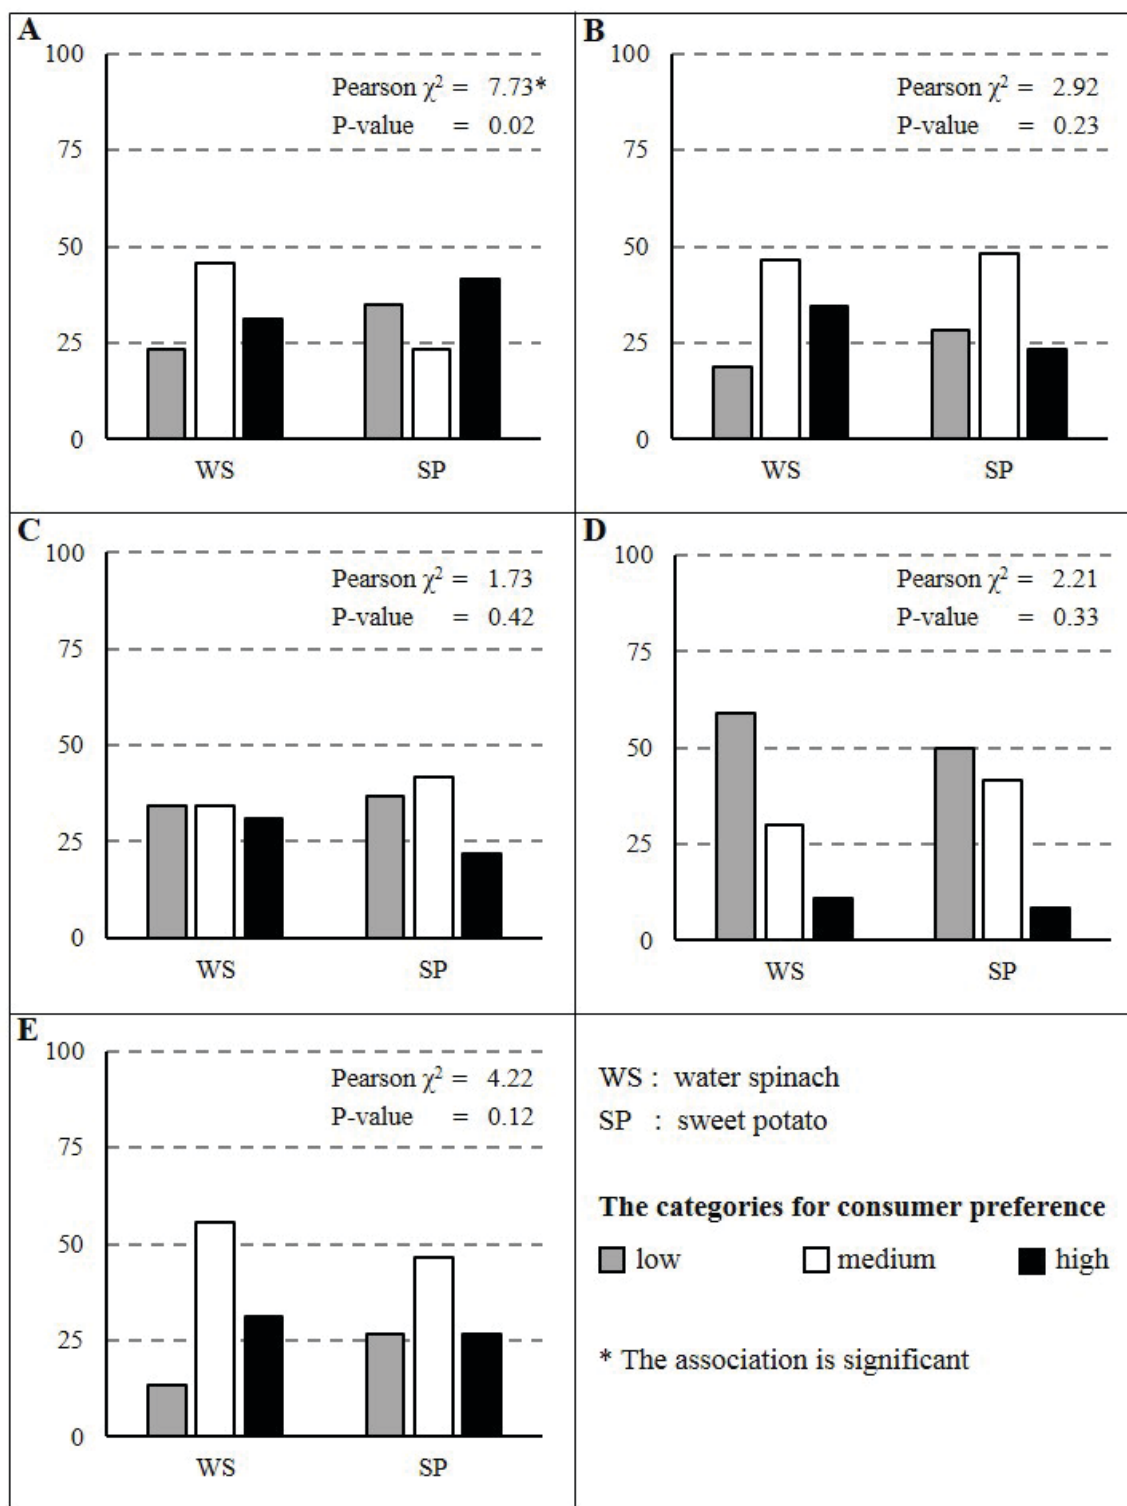 A
100
75
50
25
0
Pearson χ² = 7.73*
P-value = 0.02
WS SP
B
100
75
50
25
0
Pearson χ² = 2.92
P-value = 0.23
WS SP
C
100
75
50
25
0
Pearson χ² = 1.73
P-value = 0.42
WS SP
D
100
75
50
25
0
Pearson χ² = 2.21
P-value = 0.33
WS SP
E
100
75
50
25
0
Pearson χ² = 4.22
P-value = 0.12
WS SP
WS : water spinach
SP : sweet potato
The categories for consumer preference
low medium high
* The association is significant